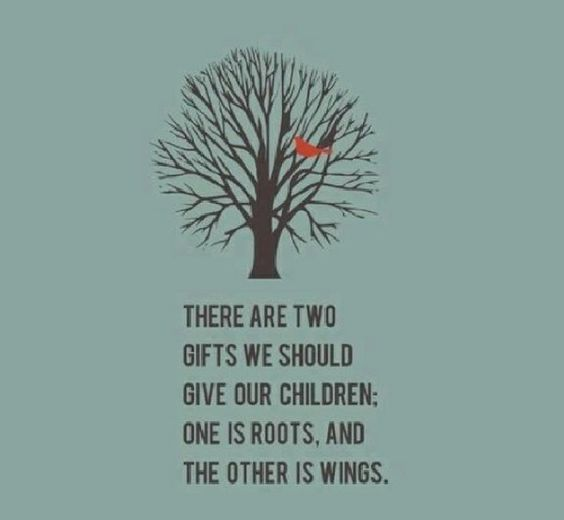 THERE ARE TWO
GIFTS WE SHOULD
GIVE OUR CHILDREN;
ONE IS ROOTS, AND
THE OTHER IS WINGS.